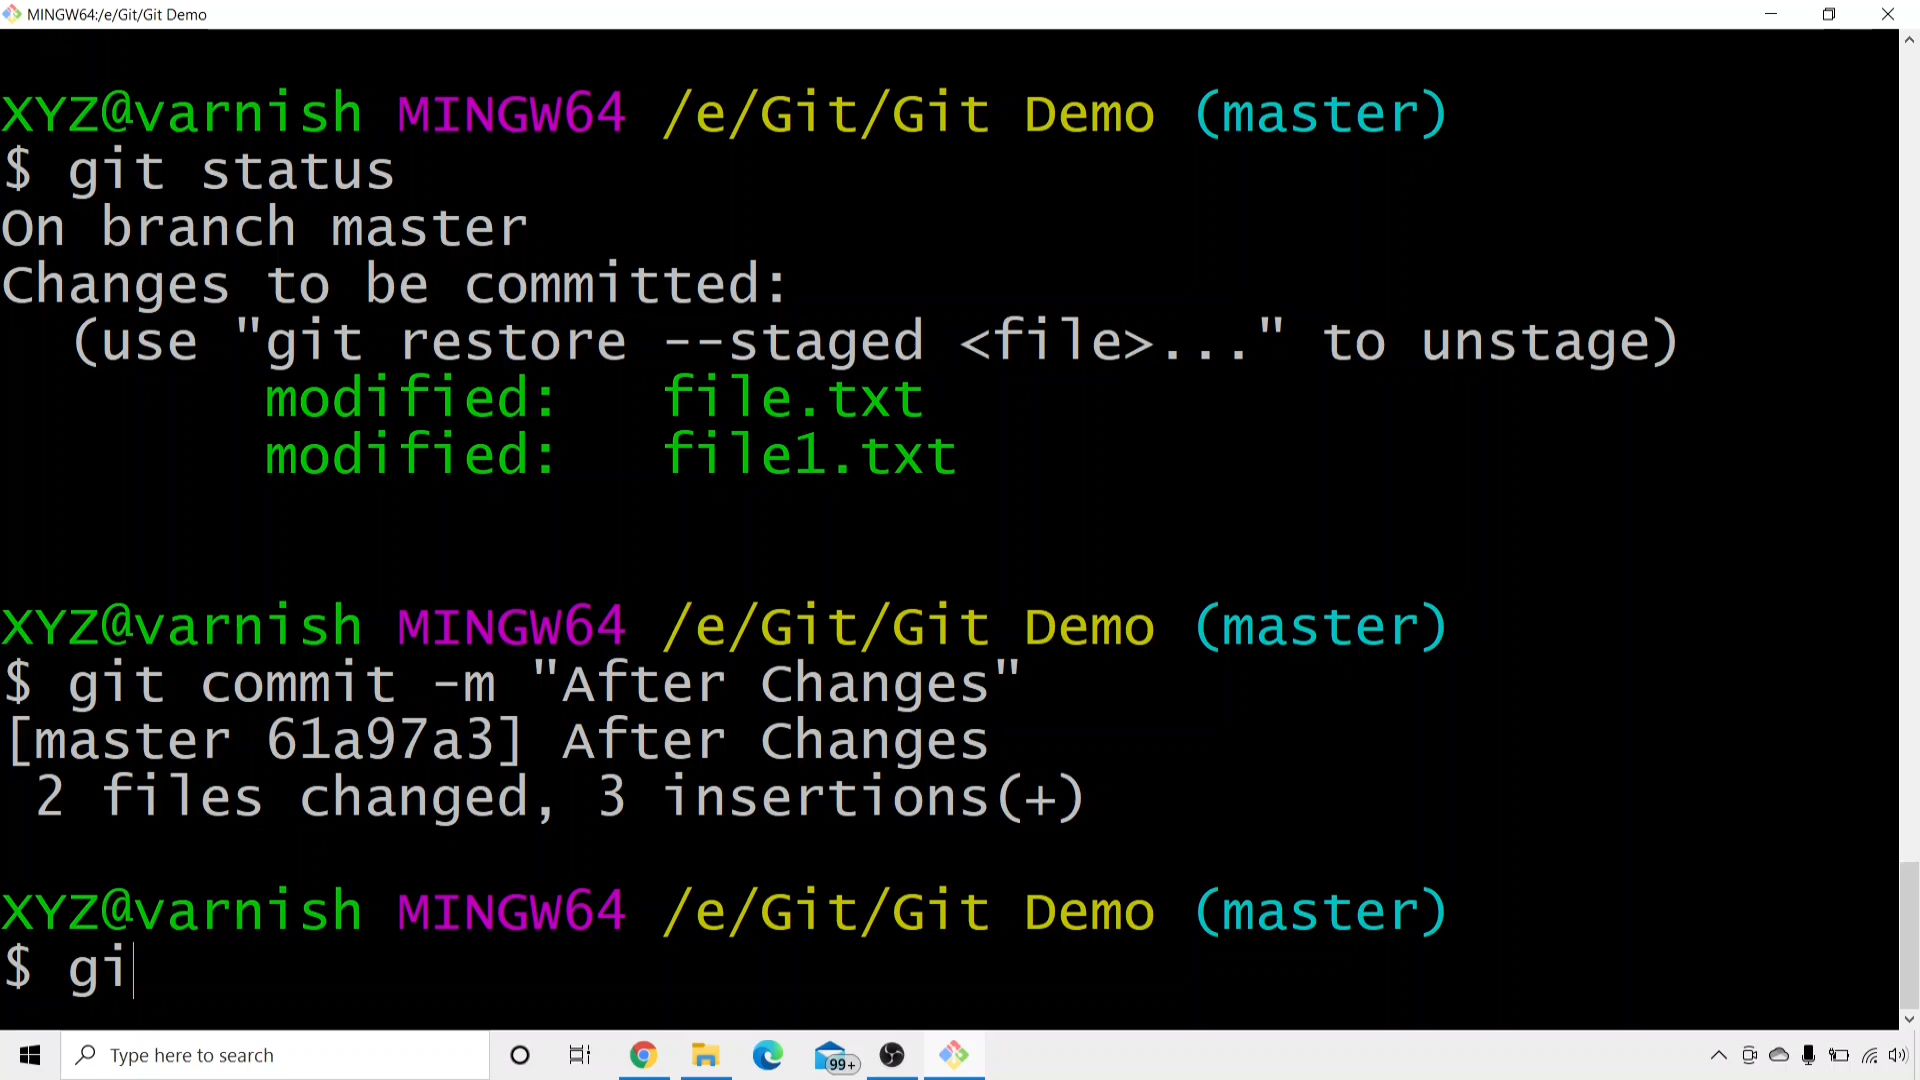 MINGW64:/e/Git/Git Demo
XYZ@varnish MINGW64 /e/Git/Git Demo (master)
$ git status
On branch master
Changes to be committed:
  (use "git restore --staged <file>..." to unstage)
        modified:   file.txt
        modified:   file1.txt
XYZ@varnish MINGW64 /e/Git/Git Demo (master)
$ git commit -m "After Changes"
[master 61a97a3] After Changes
 2 files changed, 3 insertions(+)
XYZ@varnish MINGW64 /e/Git/Git Demo (master)
$ gi
Type here to search
99+